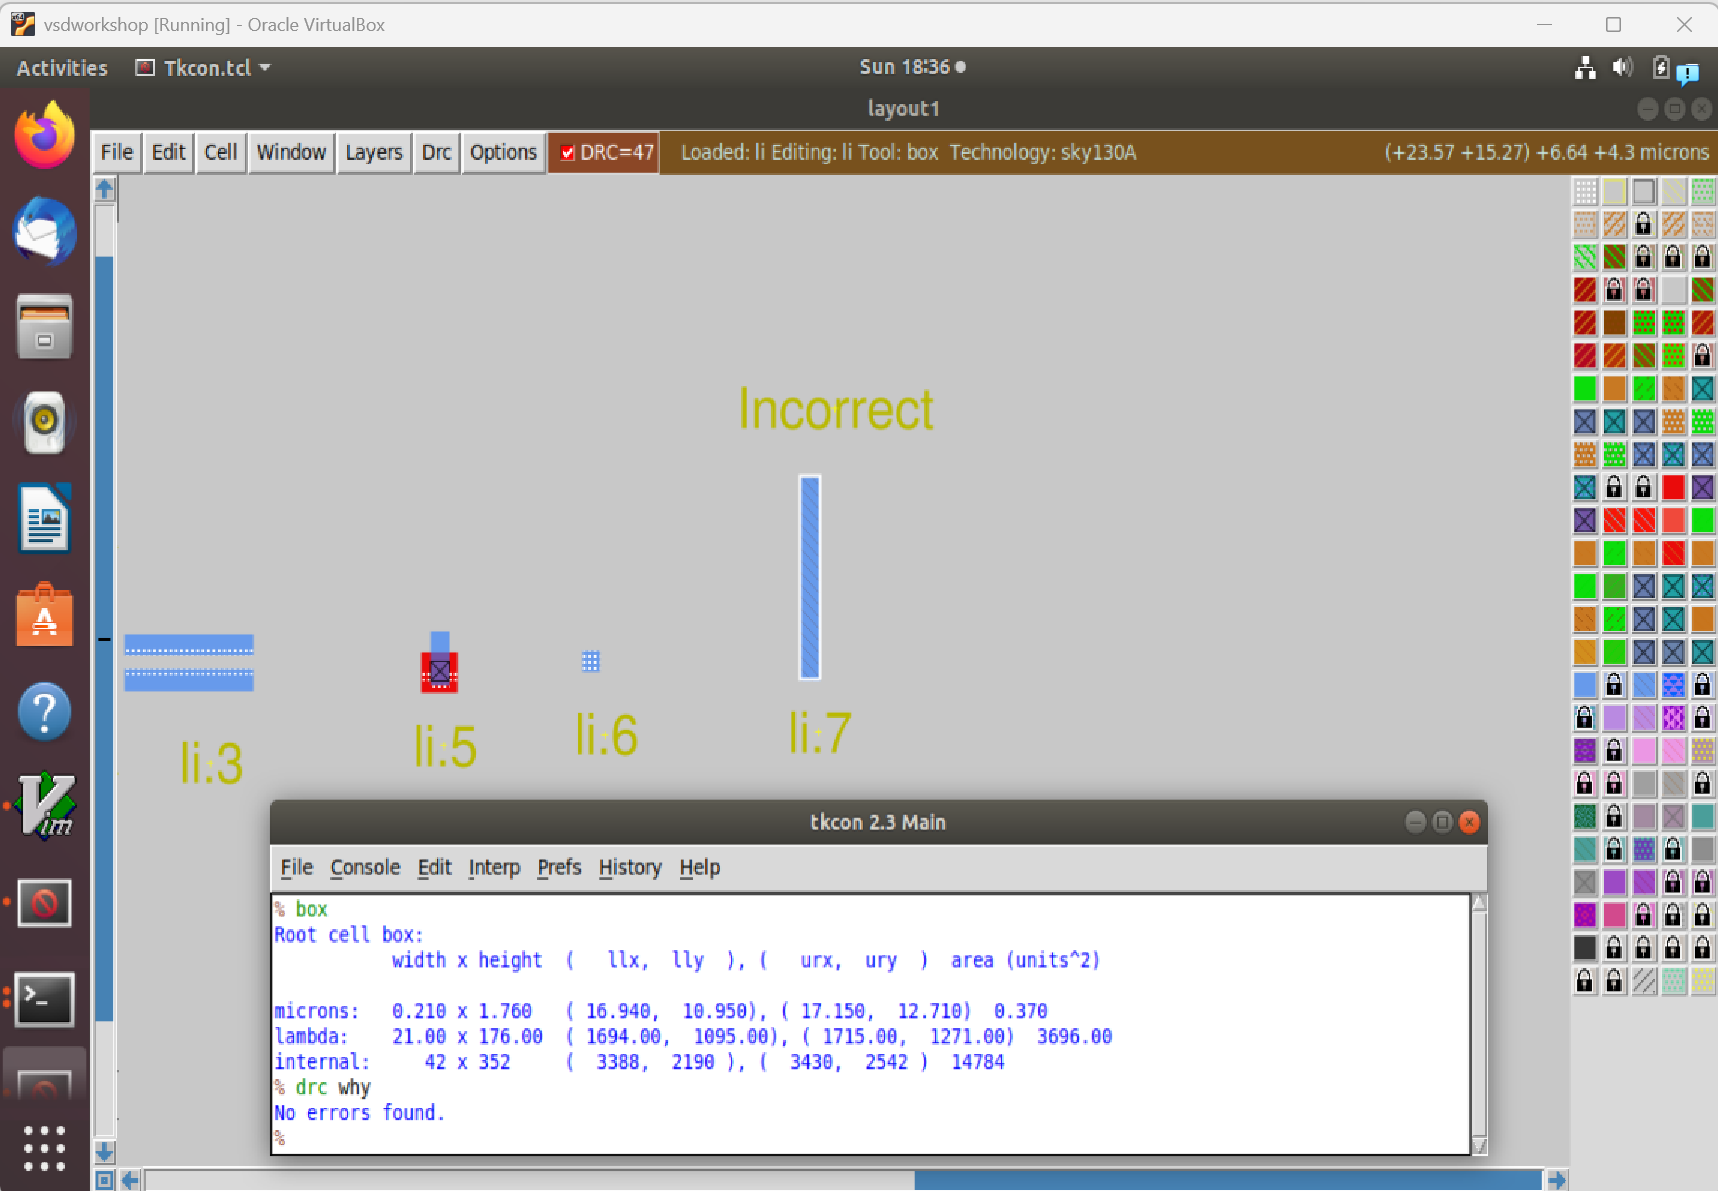 vsdworkshop [Running] - Oracle VirtualBox
Activities Tkcon.tcl Sun 18:36
layout1
File Edit Cell Window Layers Drc Options DRC=47 Loaded: li Editing: li Tool: box Technology: sky130A (+23.57 +15.27) +6.64 +4.3 microns
Incorrect
li:3
li:5
li:6
li:7
tkcon 2.3 Main
File Console Edit Interp Prefs History Help
% box
Root cell box:
width x height ( llx, lly ), ( urx, ury ) area (units^2)
microns: 0.210 x 1.760 ( 16.940, 10.950), ( 17.150, 12.710) 0.370
lambda: 21.00 x 176.00 ( 1694.00, 1095.00), ( 1715.00, 1271.00) 3696.00
internal: 42 x 352 ( 3388, 2190 ), ( 3430, 2542 ) 14784
% drc why
No errors found.
%